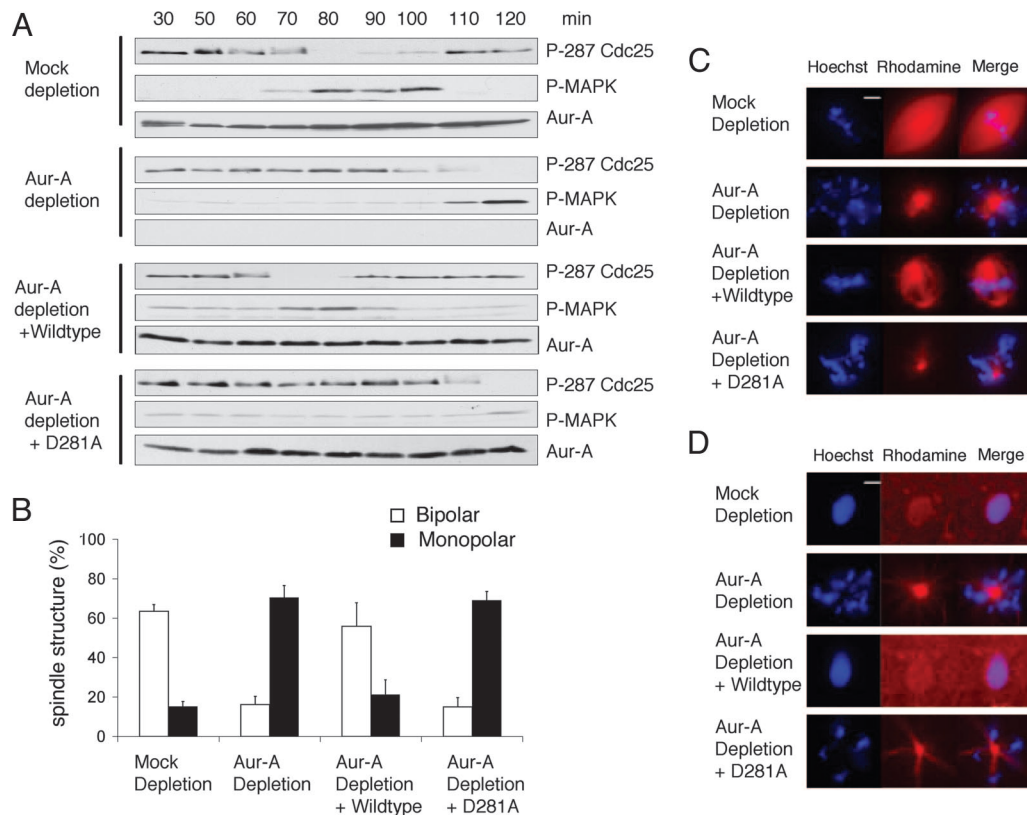 A
30 50 60 70 80 90 100 110 120 min
Mock
depletion
P-287 Cdc25
P-MAPK
Aur-A
Aur-A
depletion
P-287 Cdc25
P-MAPK
Aur-A
Aur-A
depletion
+Wildtype
P-287 Cdc25
P-MAPK
Aur-A
Aur-A
depletion
+ D281A
P-287 Cdc25
P-MAPK
Aur-A
B
Bipolar
Monopolar
spindle structure (%)
100
80
60
40
20
0
Mock
Depletion
Aur-A
Depletion
Aur-A
Depletion
+ Wildtype
Aur-A
Depletion
+ D281A
C
Hoechst Rhodamine Merge
Mock
Depletion
Aur-A
Depletion
Aur-A
Depletion
+Wildtype
Aur-A
Depletion
+ D281A
D
Hoechst Rhodamine Merge
Mock
Depletion
Aur-A
Depletion
Aur-A
Depletion
+ Wildtype
Aur-A
Depletion
+ D281A